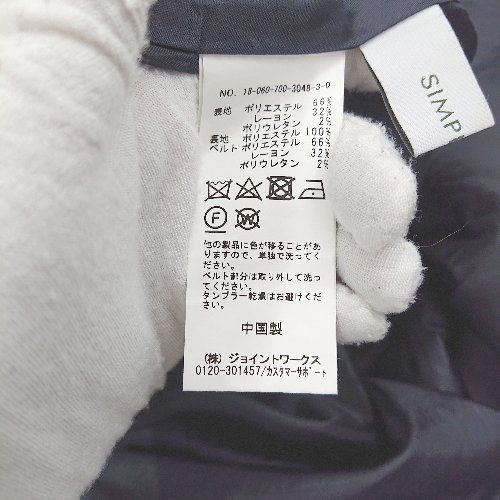 NO. 18-060-700-3048-3-0
表地 ポリエステル 66%
レーヨン 32%
ポリウレタン 2%
裏地 ポリエステル 100%
ベルト ポリエステル 66%
レーヨン 32%
ポリウレタン 2%
F
W
他の製品に色が移ることがあ
りますので、単独で洗ってく
ださい。
ベルト部分は取り外して洗っ
てください。
タンブラー乾燥はお避けくだ
さい。
中国製
(株) ジョイントワークス
0120-301457/カスタマーサポート
SIMP